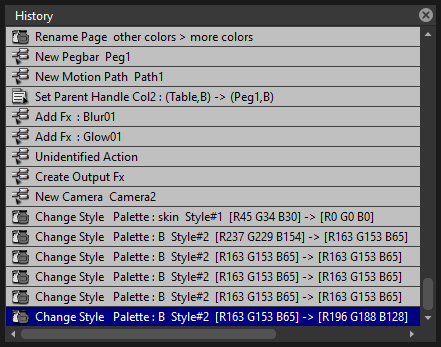 History
Rename Page  other colors > more colors
New Pegbar  Peg1
New Motion Path  Path1
Set Parent Handle Col2 : (Table,B) -> (Peg1,B)
Add Fx  : Blur01
Add Fx  : Glow01
Unidentified Action
Create Output Fx
New Camera  Camera2
Change Style   Palette : skin  Style#1  [R45 G34 B30] -> [R0 G0 B0]
Change Style   Palette : B  Style#2  [R237 G229 B154] -> [R163 G153 B65]
Change Style   Palette : B  Style#2  [R163 G153 B65] -> [R163 G153 B65]
Change Style   Palette : B  Style#2  [R163 G153 B65] -> [R163 G153 B65]
Change Style   Palette : B  Style#2  [R163 G153 B65] -> [R163 G153 B65]
Change Style   Palette : B  Style#2  [R163 G153 B65] -> [R196 G188 B128]